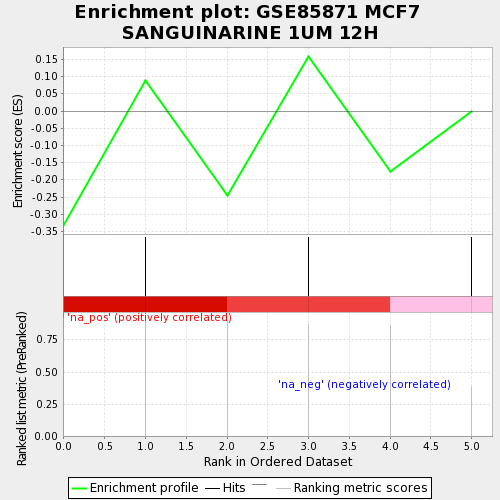 Enrichment plot: GSE85871 MCF7
SANGUINARINE 1UM 12H
Enrichment score (ES)
0.15
0.10
0.05
0.00
-0.05
-0.10
-0.15
-0.20
-0.25
-0.30
-0.35
'na_pos' (positively correlated)
'na_neg' (negatively correlated)
Ranked list metric (PreRanked)
0.75
0.50
0.25
0.00
0.0 0.5 1.0 1.5 2.0 2.5 3.0 3.5 4.0 4.5 5.0
Rank in Ordered Dataset
Enrichment profile Hits Ranking metric scores